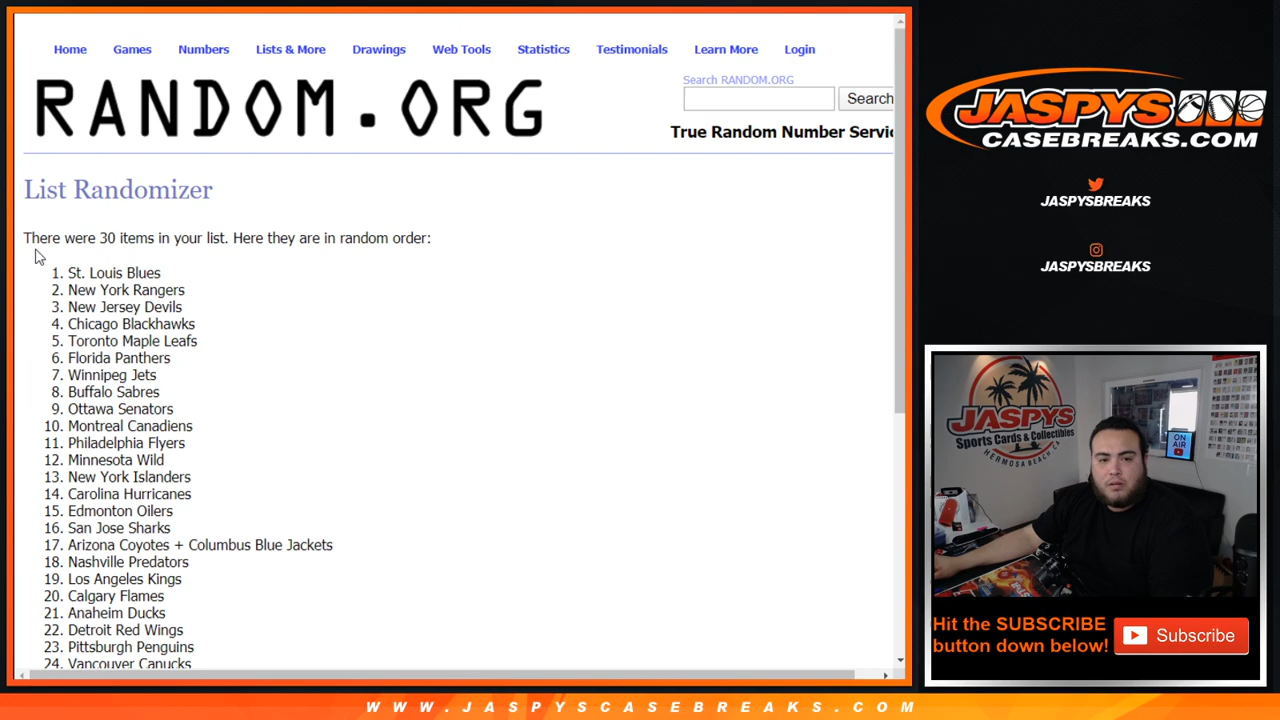 Home Games Numbers Lists & More Drawings Web Tools Statistics Testimonials Learn More Login
RANDOM.ORG
Search RANDOM.ORG
Search
True Random Number Servic
List Randomizer
There were 30 items in your list. Here they are in random order:
1. St. Louis Blues
2. New York Rangers
3. New Jersey Devils
4. Chicago Blackhawks
5. Toronto Maple Leafs
6. Florida Panthers
7. Winnipeg Jets
8. Buffalo Sabres
9. Ottawa Senators
10. Montreal Canadiens
11. Philadelphia Flyers
12. Minnesota Wild
13. New York Islanders
14. Carolina Hurricanes
15. Edmonton Oilers
16. San Jose Sharks
17. Arizona Coyotes + Columbus Blue Jackets
18. Nashville Predators
19. Los Angeles Kings
20. Calgary Flames
21. Anaheim Ducks
22. Detroit Red Wings
23. Pittsburgh Penguins
24. Vancouver Canucks
JASPYS
CASEBREAKS.COM
JASPYSBREAKS
JASPYSBREAKS
JASPYS
Sports Cards & Collectibles
HERMOSA BEACH CA
ON
AIR
Hit the SUBSCRIBE
button down below!
Subscribe
WWW.JASPYSCASEBREAKS.COM